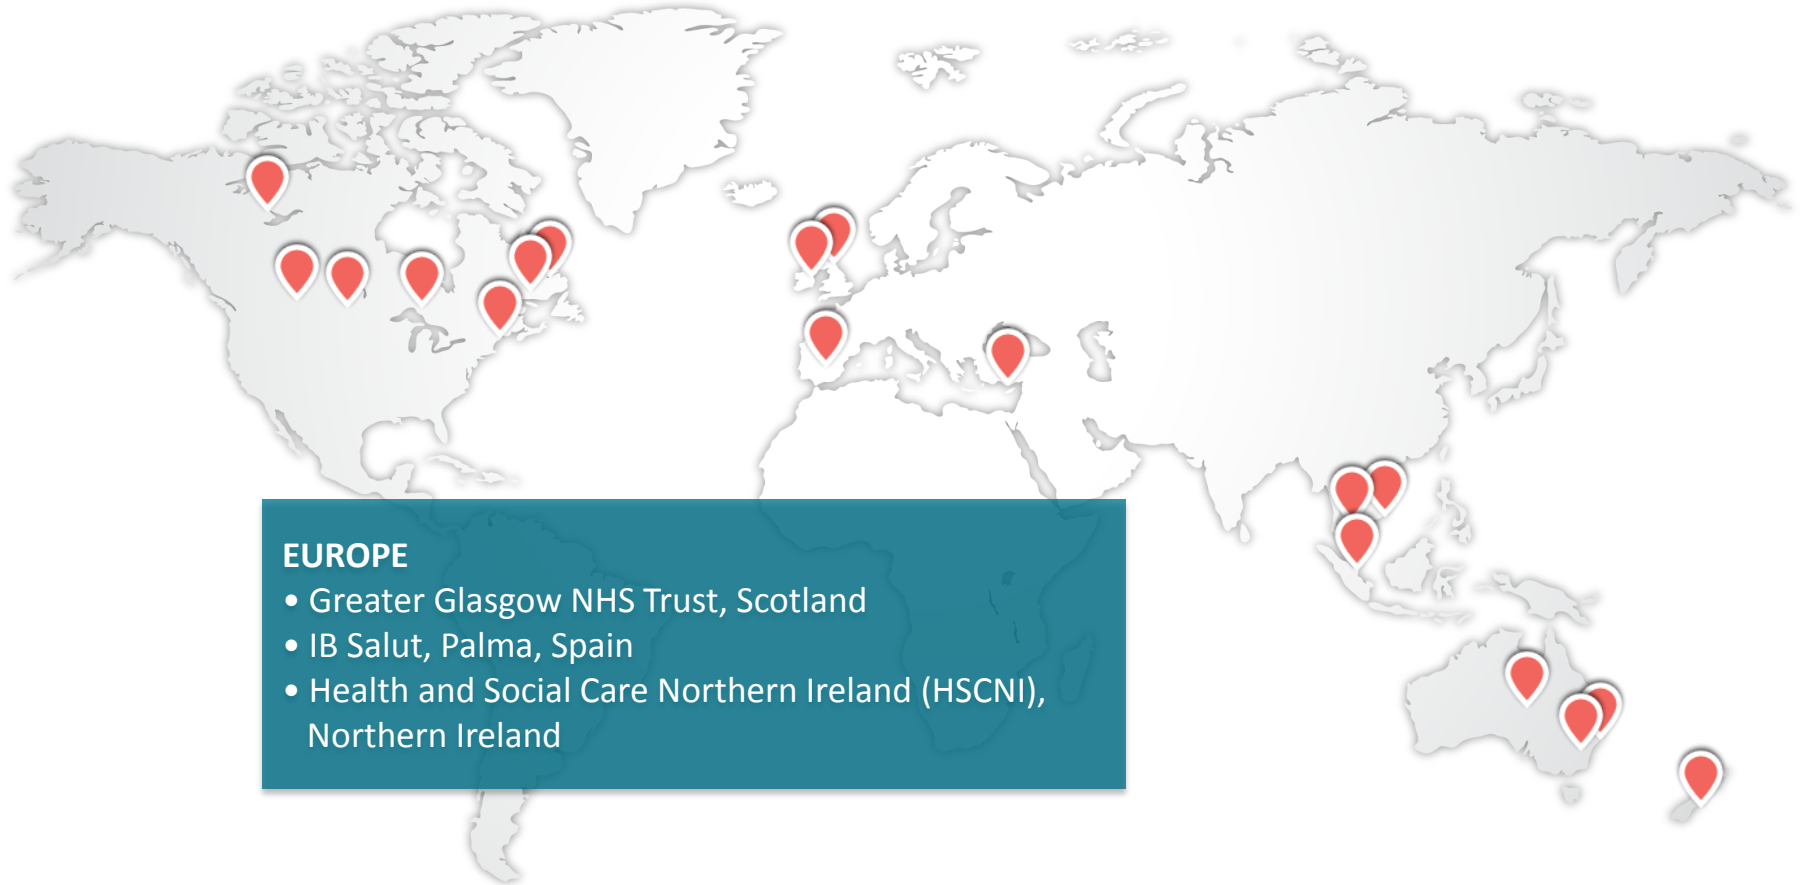 EUROPE
• Greater Glasgow NHS Trust, Scotland
• IB Salut, Palma, Spain
• Health and Social Care Northern Ireland (HSCNI),
Northern Ireland